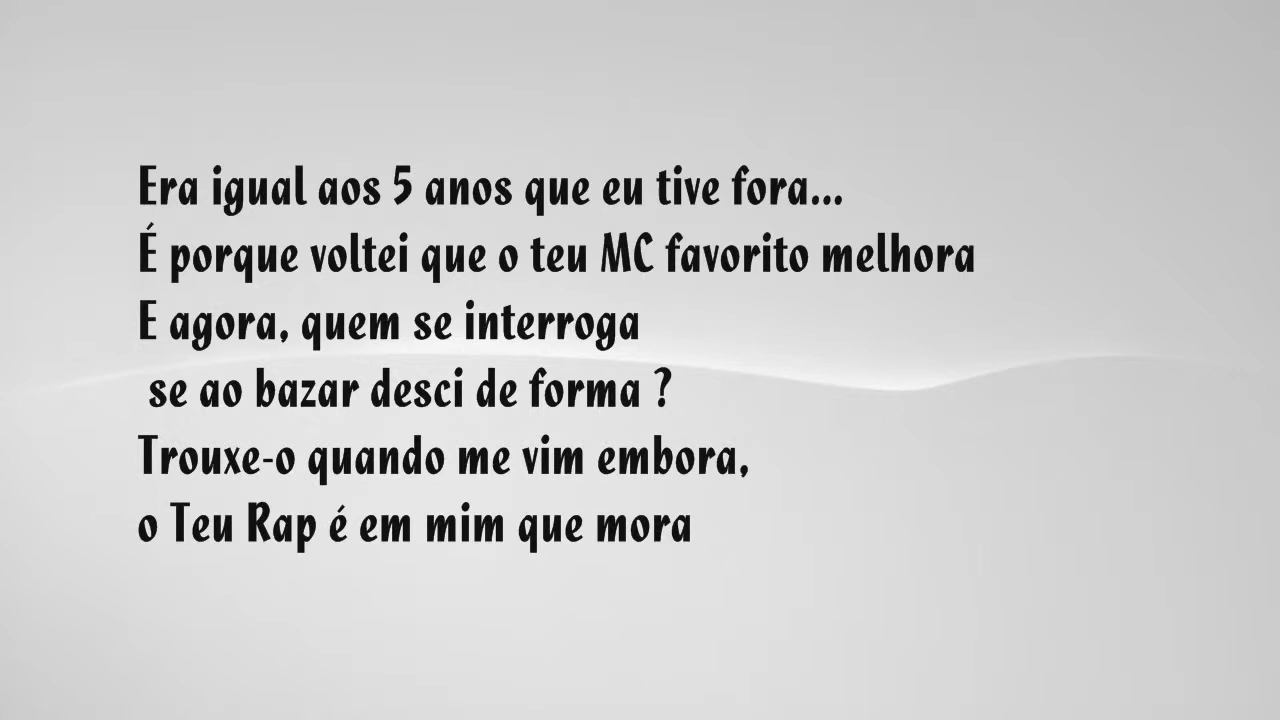 Era igual aos 5 anos que eu tive fora...
É porque voltei que o teu MC favorito melhora
E agora, quem se interroga
se ao bazar desci de forma ?
Trouxe-o quando me vim embora,
o Teu Rap é em mim que mora